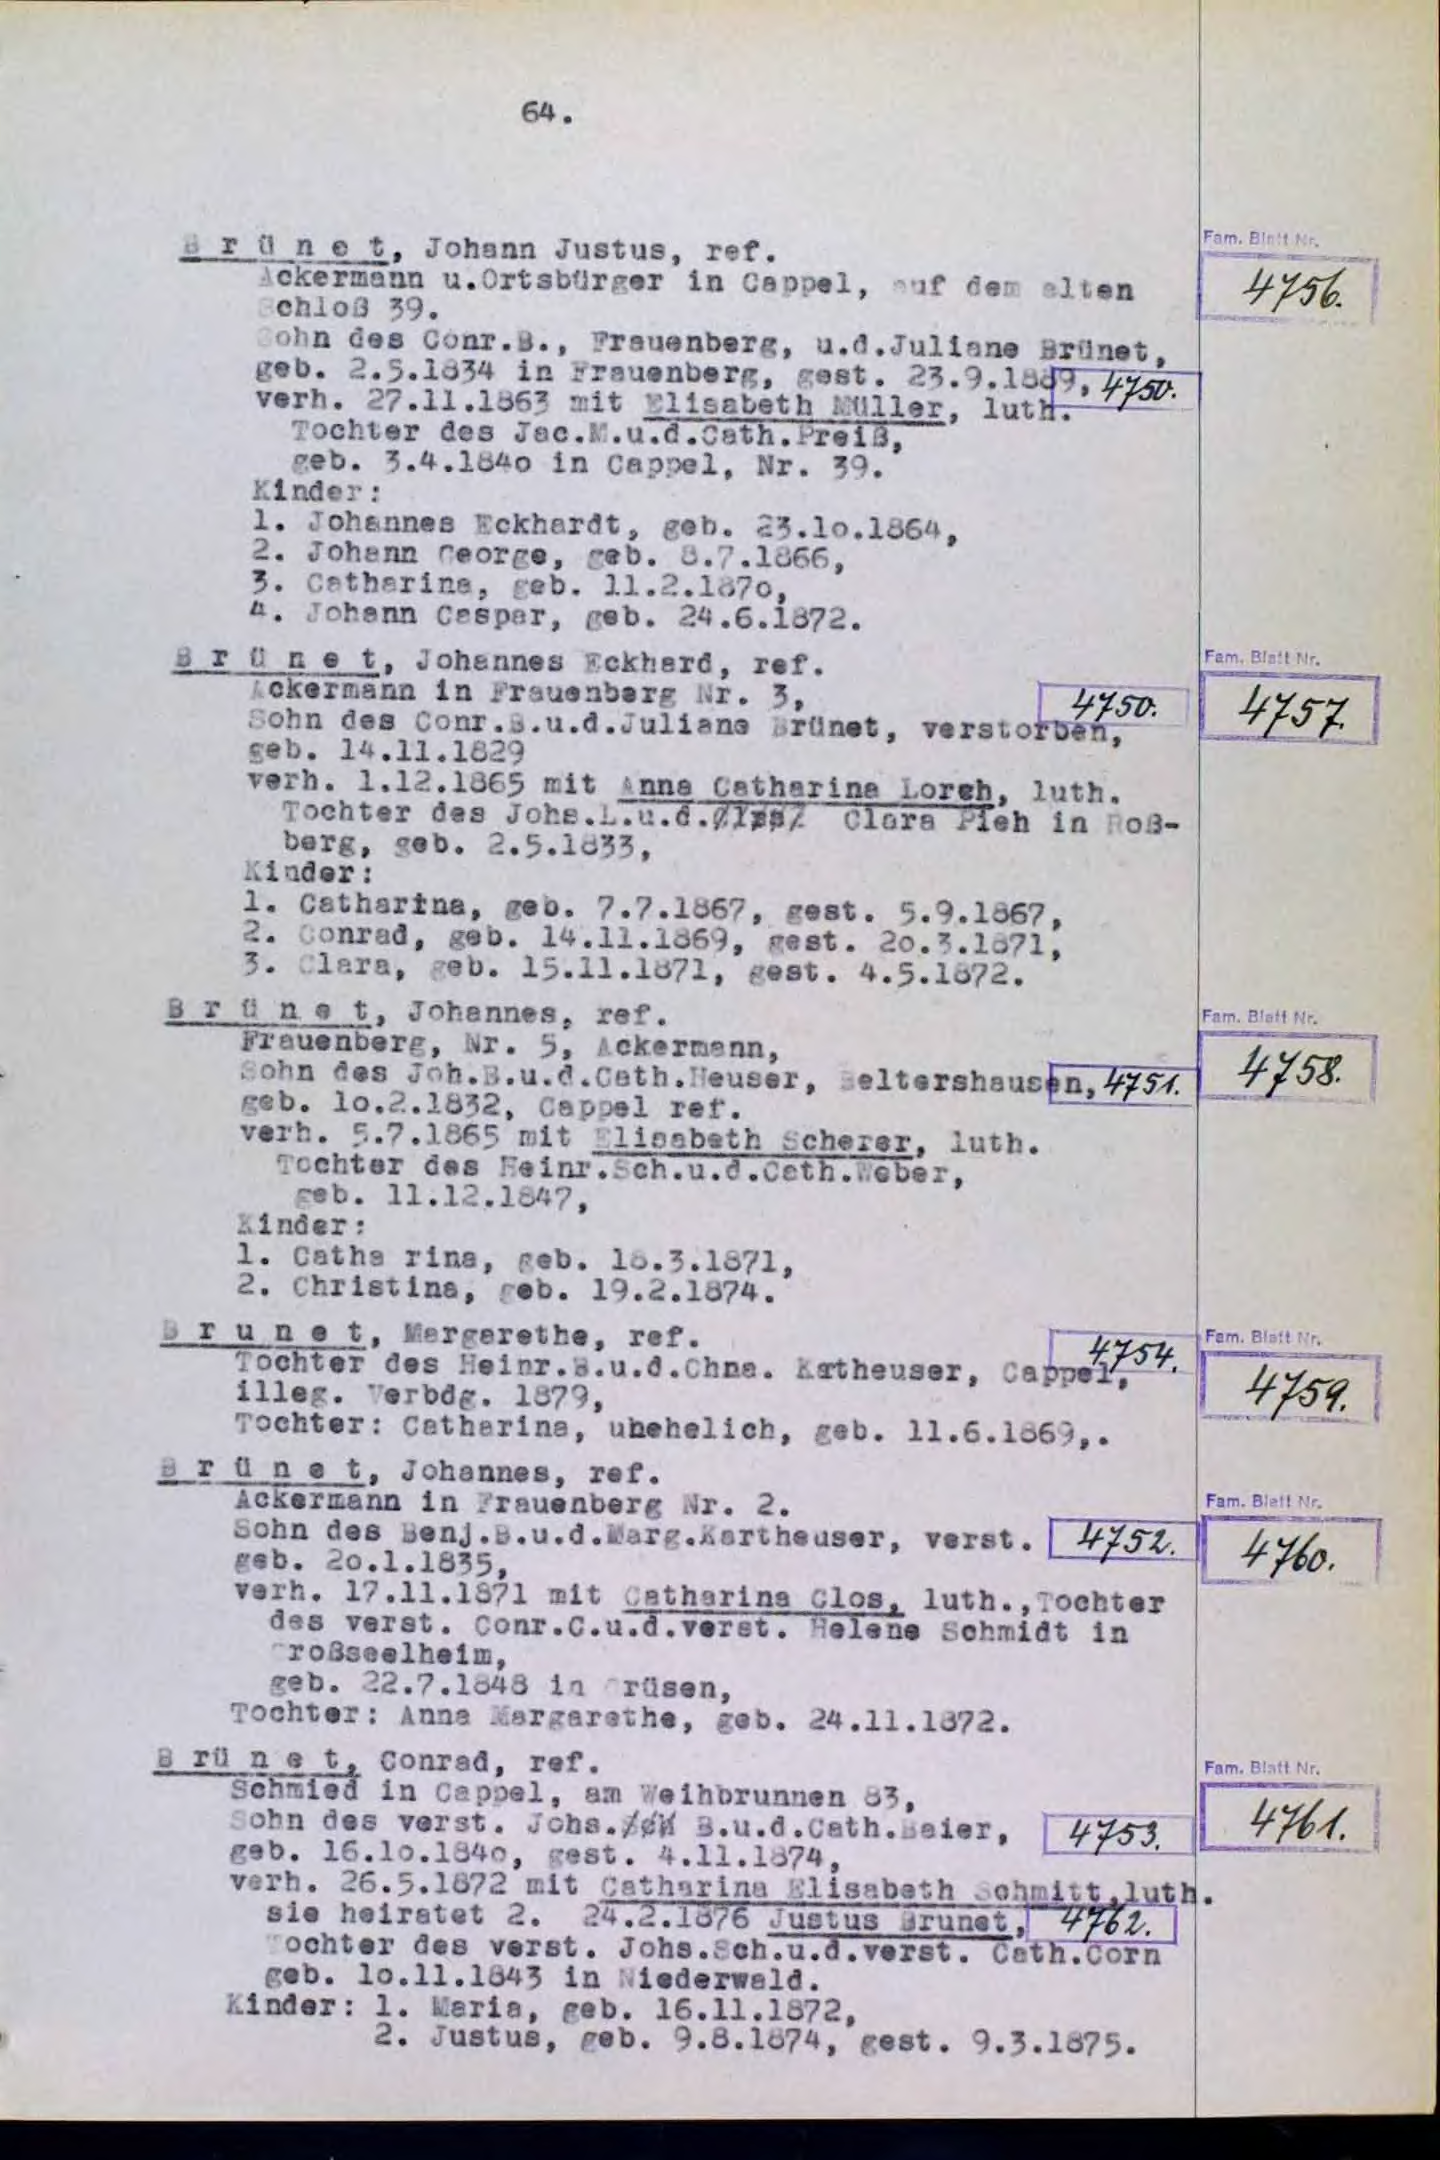 64.
B r ü n e t, Johann Justus, ref.
Fam. Blatt Nr.
Ackermann u.Ortsbürger in Cappel, auf dem alten
4756.
Schloß 39.
Sohn des Conr.B., Frauenberg, u.d.Juliane Brünet,
geb. 2.5.1834 in Frauenberg, gest. 23.9.1889, 4750.
verh. 27.11.1863 mit Elisabeth Müller, luth.
Tochter des Jac.M.u.d.Cath.Preiß,
geb. 3.4.184o in Cappel, Nr. 39.
Kinder:
1. Johannes Eckhardt, geb. 23.1o.1864,
2. Johann George, geb. 8.7.1866,
3. Catharina, geb. 11.2.187o,
4. Johann Caspar, geb. 24.6.1872.
B r ü n e t, Johannes Eckhard, ref.
Fam. Blatt Nr.
Ackermann in Frauenberg Nr. 3,
4750.
4757.
Sohn des Conr.B.u.d.Juliane Brünet, verstorben,
geb. 14.11.1829
verh. 1.12.1865 mit Anna Catharina Lorch, luth.
Tochter des Johs.L.u.d. Clara Pieh in Roß-
berg, geb. 2.5.1833,
Kinder:
1. Catharina, geb. 7.7.1867, gest. 5.9.1867,
2. Conrad, geb. 14.11.1869, gest. 2o.3.1871,
3. Clara, geb. 15.11.1871, gest. 4.5.1872.
B r ü n e t, Johannes, ref.
Fam. Blatt Nr.
Frauenberg, Nr. 5, Ackermann,
4758.
Sohn des Joh.B.u.d.Cath.Heuser, Beltershausen, 4751.
geb. 1o.2.1832, Cappel ref.
verh. 5.7.1865 mit Elisabeth Scherer, luth.
Tochter des Heinr.Sch.u.d.Cath.Weber,
geb. 11.12.1847,
Kinder:
1. Catha rina, geb. 18.3.1871,
2. Christina, geb. 19.2.1874.
B r u n e t, Margarethe, ref.
4754.
Fam. Blatt Nr.
Tochter des Heinr.B.u.d.Chna. Katheuser, Cappel,
4759.
illeg. Verbdg. 1879,
Tochter: Catharina, unehelich, geb. 11.6.1869,.
B r ü n e t, Johannes, ref.
Ackermann in Frauenberg Nr. 2.
Fam. Blatt Nr.
Sohn des Benj.B.u.d.Marg.Kartheuser, verst. 4752.
4760.
geb. 2o.1.1835,
verh. 17.11.1871 mit Catharina Clos, luth.,Tochter
des verst. Conr.C.u.d.verst. Helene Schmidt in
Großseelheim,
geb. 22.7.1848 in Grüsen,
Tochter: Anna Margarethe, geb. 24.11.1872.
B rü n e t, Conrad, ref.
Fam. Blatt Nr.
Schmied in Cappel, am Weihbrunnen 83,
Sohn des verst. Johs. B.u.d.Cath.Baier, 4753.
4761.
geb. 16.1o.184o, gest. 4.11.1874,
verh. 26.5.1872 mit Catharina Elisabeth Schmitt,luth.
sie heiratet 2. 24.2.1876 Justus Brunet, 4762.
Tochter des verst. Johs.Sch.u.d.verst. Cath.Corn
geb. 1o.11.1843 in Niederwald.
Kinder: 1. Maria, geb. 16.11.1872,
2. Justus, geb. 9.8.1874, gest. 9.3.1875.